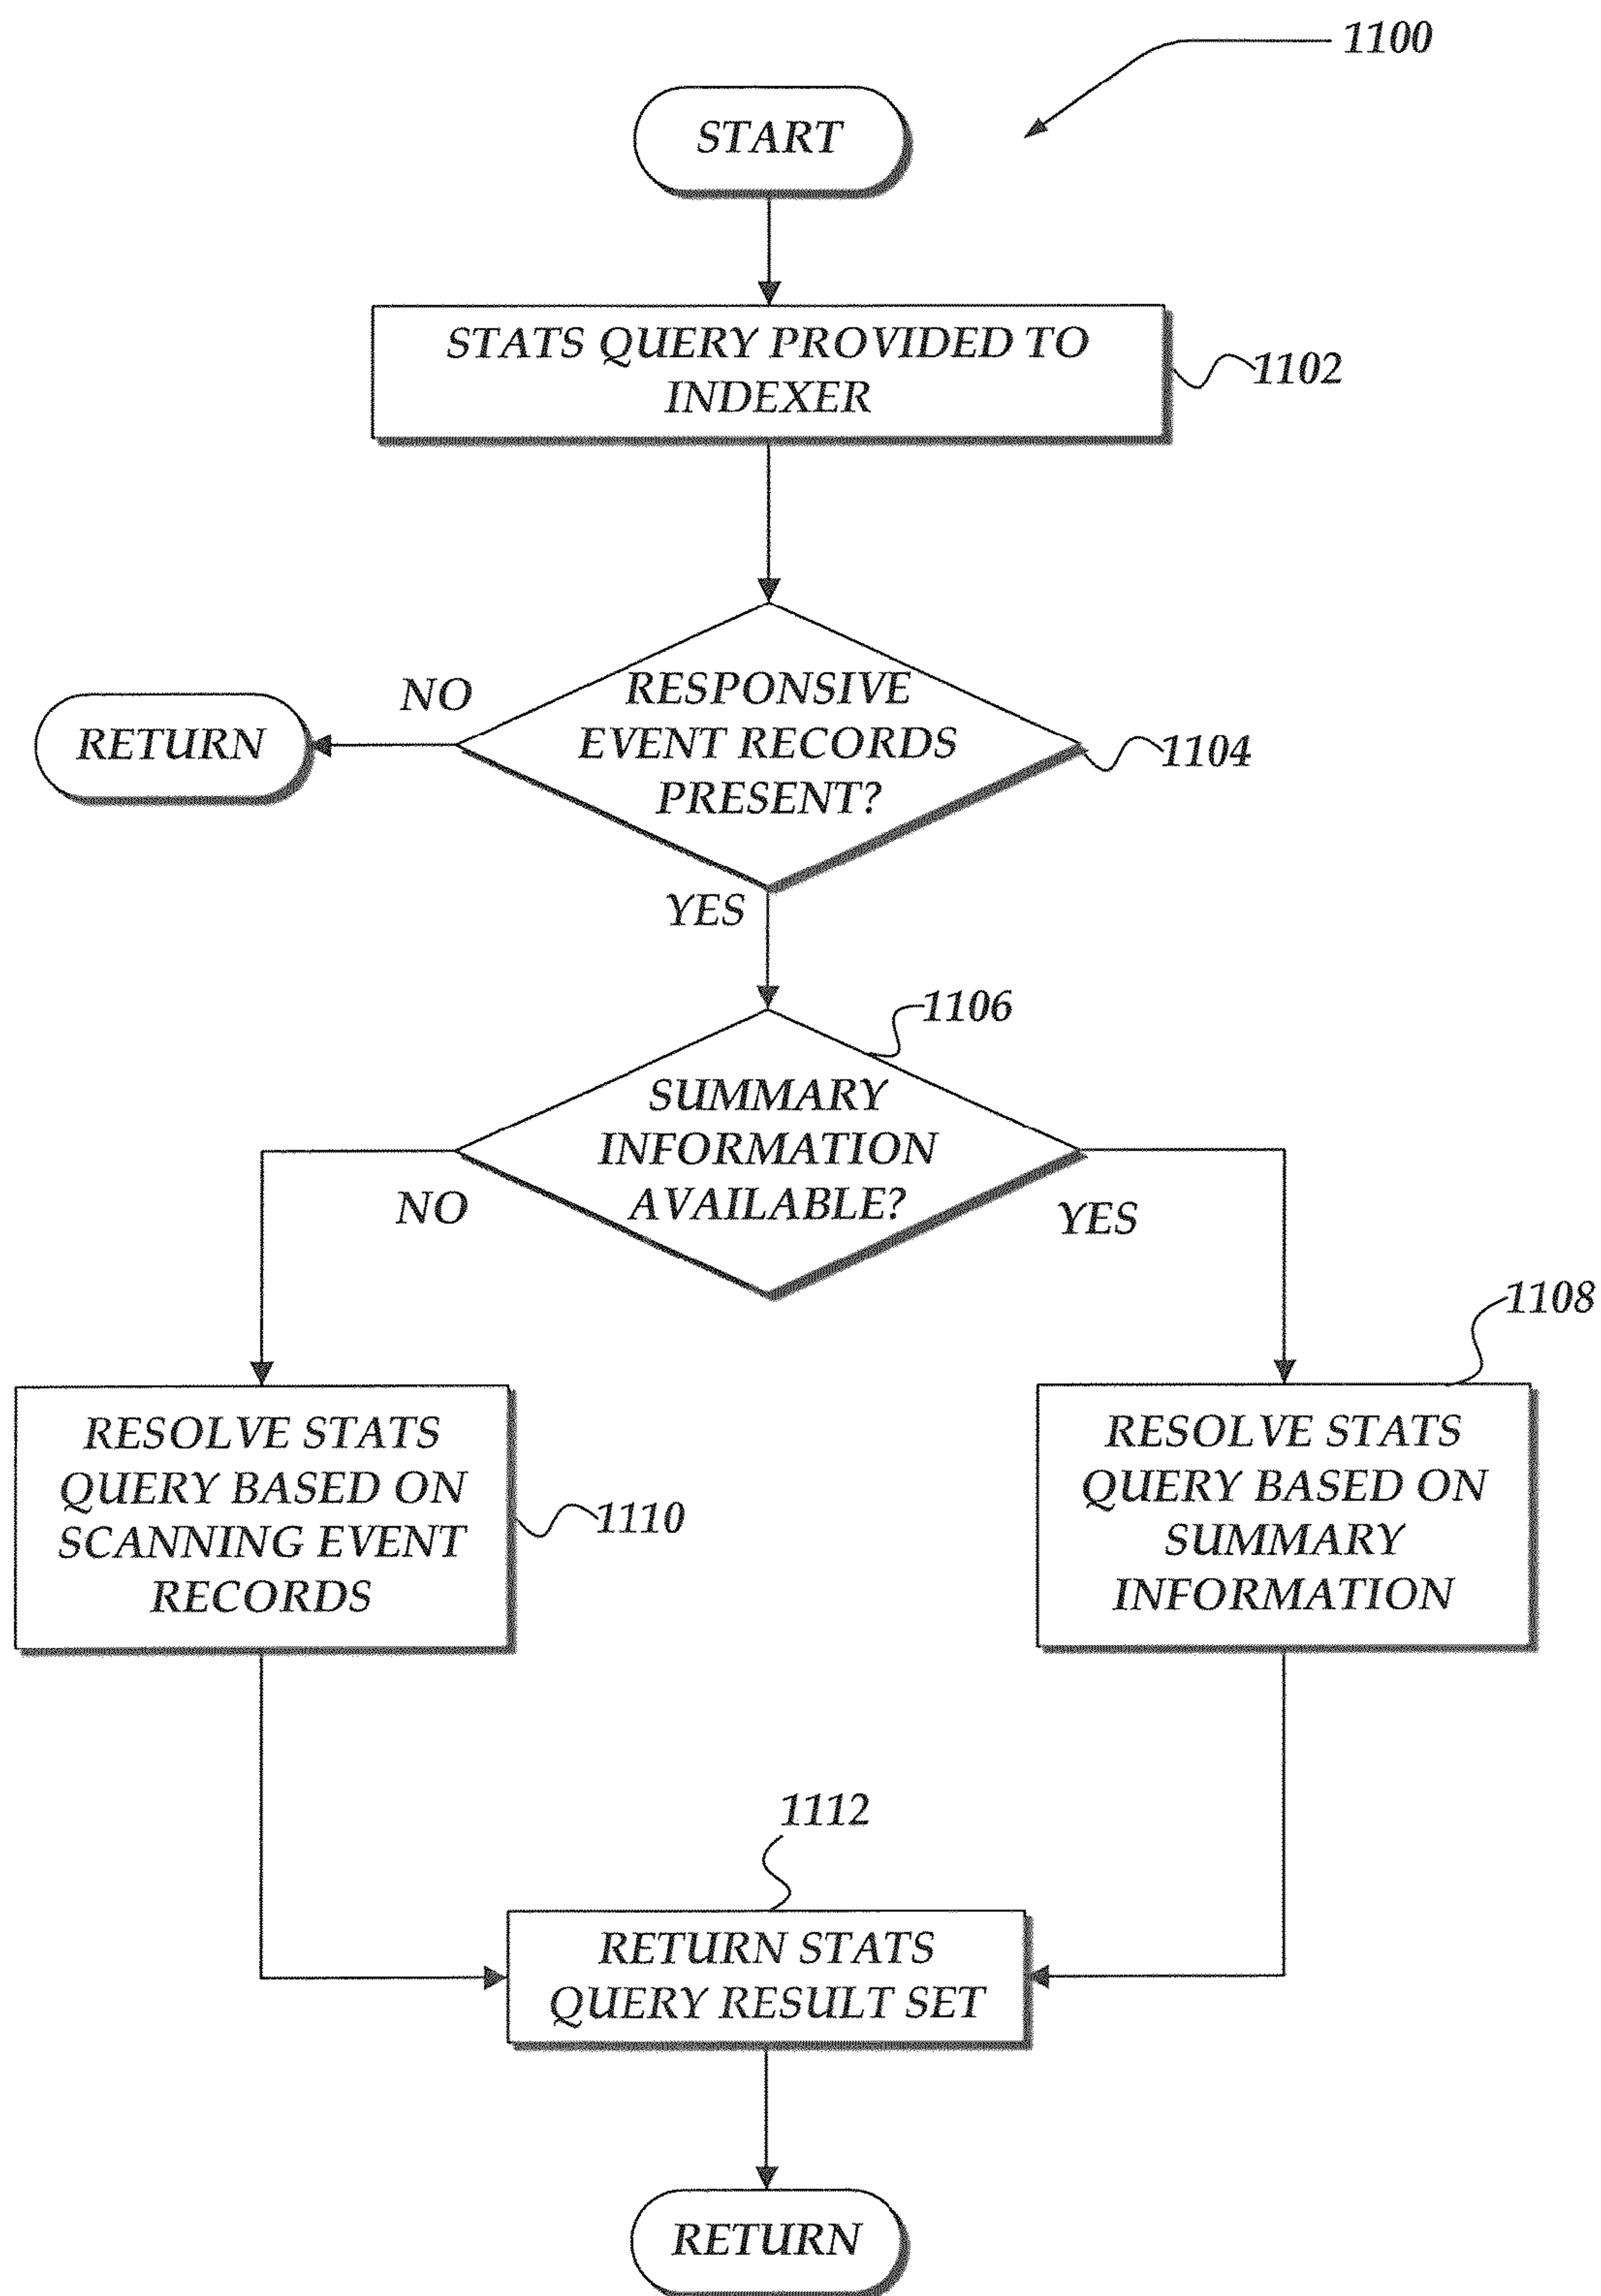 1100
START
STATS QUERY PROVIDED TO
INDEXER
1102
NO
RESPONSIVE
EVENT RECORDS
PRESENT?
RETURN
1104
YES
1106
SUMMARY
INFORMATION
AVAILABLE?
NO
YES
1108
RESOLVE STATS
QUERY BASED ON
SCANNING EVENT
RECORDS
1110
RESOLVE STATS
QUERY BASED ON
SUMMARY
INFORMATION
1112
RETURN STATS
QUERY RESULT SET
RETURN